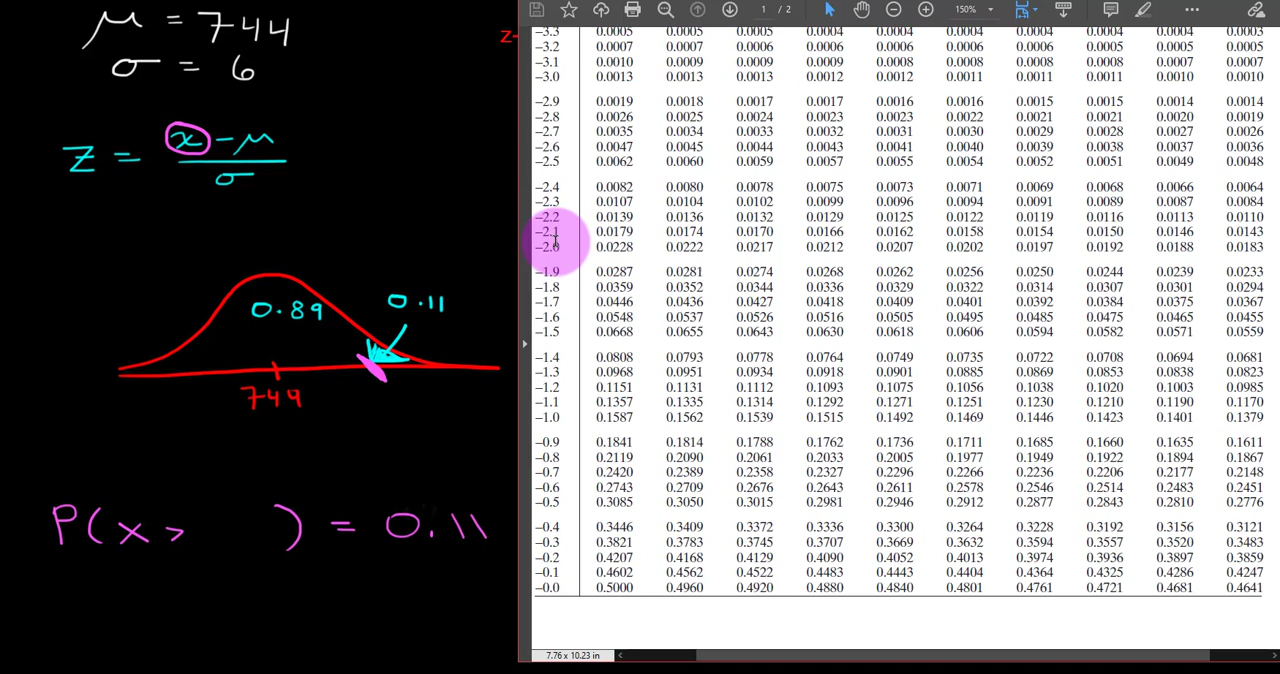 μ = 744
σ = 6
z = x - μ
σ
0.89
0.11
744
P(x > ) = 0.11
1 / 2
150%
z-
–3.3 0.0005 0.0005 0.0005 0.0004 0.0004 0.0004 0.0004 0.0004 0.0004 0.0003
–3.2 0.0007 0.0007 0.0006 0.0006 0.0006 0.0006 0.0006 0.0005 0.0005 0.0005
–3.1 0.0010 0.0009 0.0009 0.0009 0.0008 0.0008 0.0008 0.0008 0.0007 0.0007
–3.0 0.0013 0.0013 0.0013 0.0012 0.0012 0.0011 0.0011 0.0011 0.0010 0.0010
–2.9 0.0019 0.0018 0.0017 0.0017 0.0016 0.0016 0.0015 0.0015 0.0014 0.0014
–2.8 0.0026 0.0025 0.0024 0.0023 0.0023 0.0022 0.0021 0.0021 0.0020 0.0019
–2.7 0.0035 0.0034 0.0033 0.0032 0.0031 0.0030 0.0029 0.0028 0.0027 0.0026
–2.6 0.0047 0.0045 0.0044 0.0043 0.0041 0.0040 0.0039 0.0038 0.0037 0.0036
–2.5 0.0062 0.0060 0.0059 0.0057 0.0055 0.0054 0.0052 0.0051 0.0049 0.0048
–2.4 0.0082 0.0080 0.0078 0.0075 0.0073 0.0071 0.0069 0.0068 0.0066 0.0064
–2.3 0.0107 0.0104 0.0102 0.0099 0.0096 0.0094 0.0091 0.0089 0.0087 0.0084
–2.2 0.0139 0.0136 0.0132 0.0129 0.0125 0.0122 0.0119 0.0116 0.0113 0.0110
–2.1 0.0179 0.0174 0.0170 0.0166 0.0162 0.0158 0.0154 0.0150 0.0146 0.0143
–2.0 0.0228 0.0222 0.0217 0.0212 0.0207 0.0202 0.0197 0.0192 0.0188 0.0183
–1.9 0.0287 0.0281 0.0274 0.0268 0.0262 0.0256 0.0250 0.0244 0.0239 0.0233
–1.8 0.0359 0.0352 0.0344 0.0336 0.0329 0.0322 0.0314 0.0307 0.0301 0.0294
–1.7 0.0446 0.0436 0.0427 0.0418 0.0409 0.0401 0.0392 0.0384 0.0375 0.0367
–1.6 0.0548 0.0537 0.0526 0.0516 0.0505 0.0495 0.0485 0.0475 0.0465 0.0455
–1.5 0.0668 0.0655 0.0643 0.0630 0.0618 0.0606 0.0594 0.0582 0.0571 0.0559
–1.4 0.0808 0.0793 0.0778 0.0764 0.0749 0.0735 0.0722 0.0708 0.0694 0.0681
–1.3 0.0968 0.0951 0.0934 0.0918 0.0901 0.0885 0.0869 0.0853 0.0838 0.0823
–1.2 0.1151 0.1131 0.1112 0.1093 0.1075 0.1056 0.1038 0.1020 0.1003 0.0985
–1.1 0.1357 0.1335 0.1314 0.1292 0.1271 0.1251 0.1230 0.1210 0.1190 0.1170
–1.0 0.1587 0.1562 0.1539 0.1515 0.1492 0.1469 0.1446 0.1423 0.1401 0.1379
–0.9 0.1841 0.1814 0.1788 0.1762 0.1736 0.1711 0.1685 0.1660 0.1635 0.1611
–0.8 0.2119 0.2090 0.2061 0.2033 0.2005 0.1977 0.1949 0.1922 0.1894 0.1867
–0.7 0.2420 0.2389 0.2358 0.2327 0.2296 0.2266 0.2236 0.2206 0.2177 0.2148
–0.6 0.2743 0.2709 0.2676 0.2643 0.2611 0.2578 0.2546 0.2514 0.2483 0.2451
–0.5 0.3085 0.3050 0.3015 0.2981 0.2946 0.2912 0.2877 0.2843 0.2810 0.2776
–0.4 0.3446 0.3409 0.3372 0.3336 0.3300 0.3264 0.3228 0.3192 0.3156 0.3121
–0.3 0.3821 0.3783 0.3745 0.3707 0.3669 0.3632 0.3594 0.3557 0.3520 0.3483
–0.2 0.4207 0.4168 0.4129 0.4090 0.4052 0.4013 0.3974 0.3936 0.3897 0.3859
–0.1 0.4602 0.4562 0.4522 0.4483 0.4443 0.4404 0.4364 0.4325 0.4286 0.4247
–0.0 0.5000 0.4960 0.4920 0.4880 0.4840 0.4801 0.4761 0.4721 0.4681 0.4641
7.76 x 10.23 in